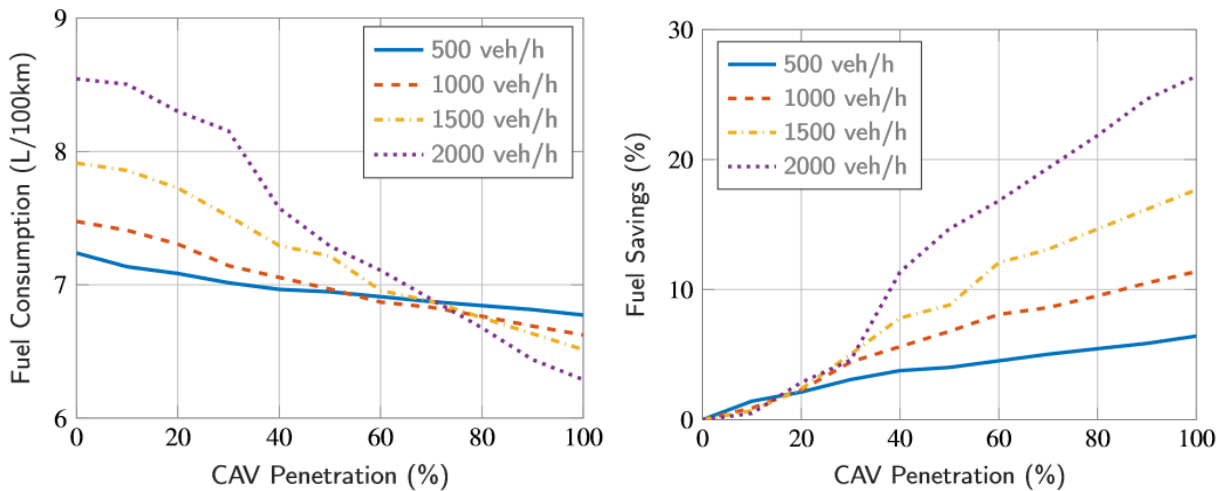 9
8
7
6
0
20
40
60
80
100
Fuel Consumption (L/100km)
CAV Penetration (%)
500 veh/h
1000 veh/h
1500 veh/h
2000 veh/h
30
20
10
0
0
20
40
60
80
100
Fuel Savings (%)
CAV Penetration (%)
500 veh/h
1000 veh/h
1500 veh/h
2000 veh/h